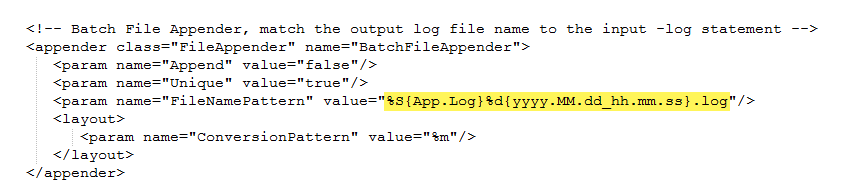 <!-- Batch File Appender, match the output log file name to the input -log statement -->
<appender class="FileAppender" name="BatchFileAppender">
<param name="Append" value="false"/>
<param name="Unique" value="true"/>
<param name="FileNamePattern" value="%S{App.Log}%d{yyyy.MM.dd_hh.mm.ss}.log"/>
<layout>
<param name="ConversionPattern" value="%m"/>
</layout>
</appender>